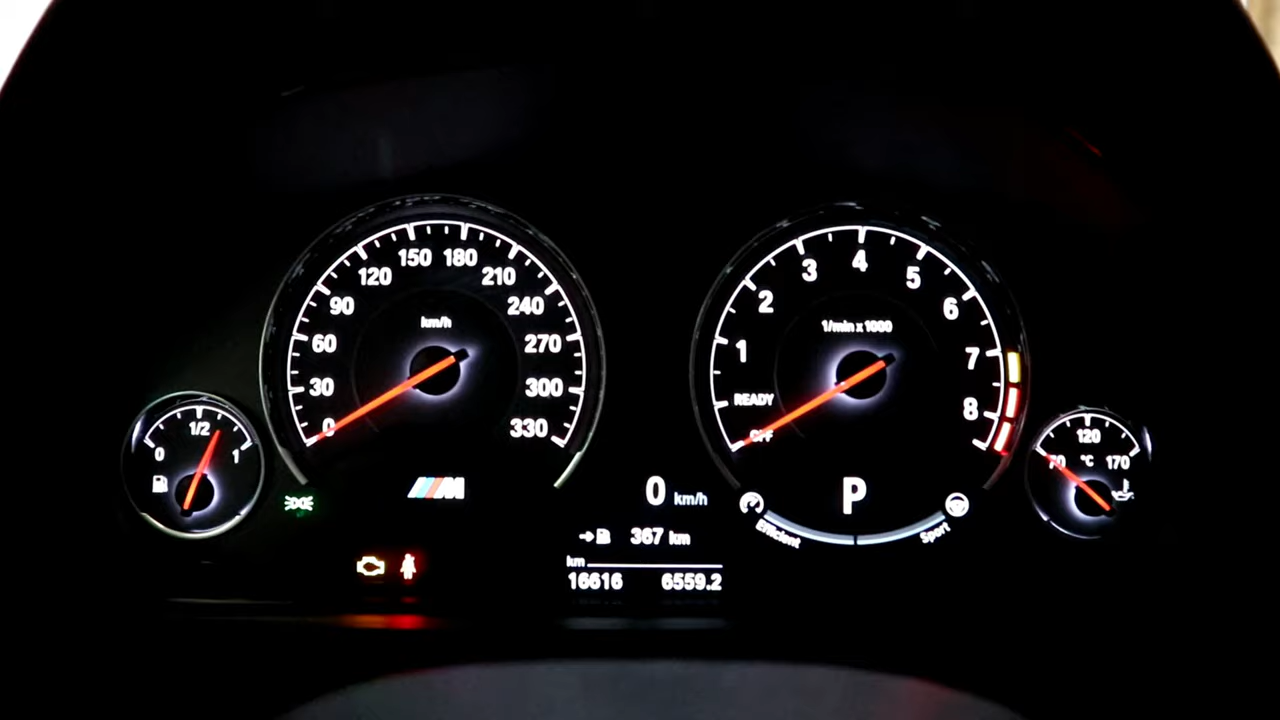 km/h
0
30
60
90
120
150
180
210
240
270
300
330
1/min x 1000
OFF
READY
1
2
3
4
5
6
7
8
0
1/2
1
70
120
170
°C
M
0 km/h
P
Efficient
Sport
367 km
km
16616 6559.2